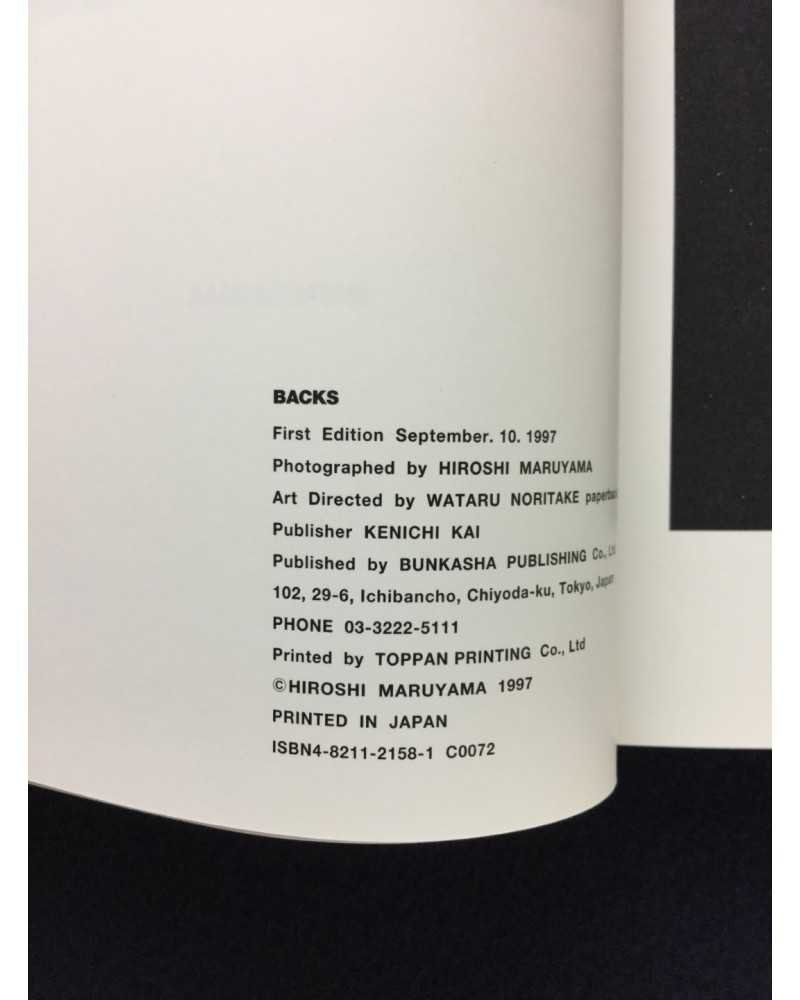 BACKS
First Edition September. 10. 1997
Photographed by HIROSHI MARUYAMA
Art Directed by WATARU NORITAKE
Publisher KENICHI KAI
Published by BUNKASHA PUBLISHING Co., Ltd
102, 29-6, Ichibancho, Chiyoda-ku, Tokyo, Japan
PHONE 03-3222-5111
Printed by TOPPAN PRINTING Co., Ltd
©HIROSHI MARUYAMA 1997
PRINTED IN JAPAN
ISBN4-8211-2158-1 C0072